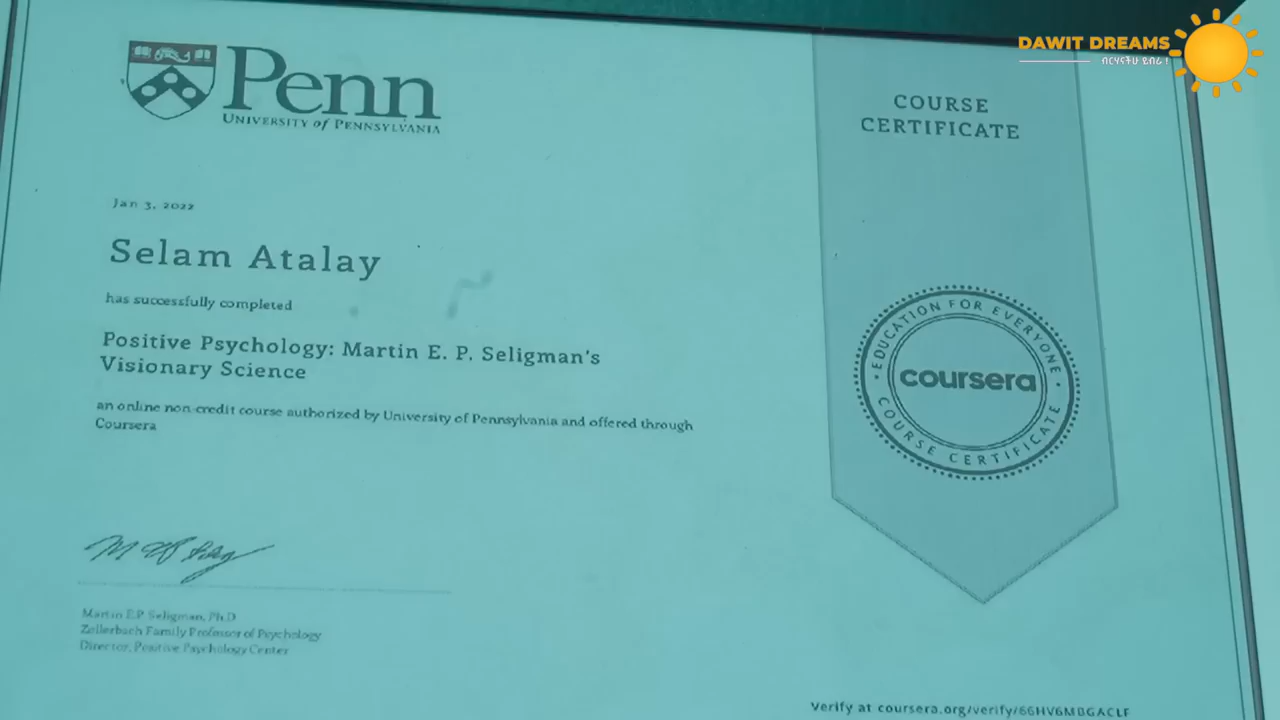 Penn
UNIVERSITY of PENNSYLVANIA
COURSE
CERTIFICATE
DAWIT DREAMS
ብርሃናችሁ ይብራ!
Jan 3, 2022
Selam Atalay
has successfully completed
Positive Psychology: Martin E. P. Seligman's
Visionary Science
an online non-credit course authorized by University of Pennsylvania and offered through
Coursera
EDUCATION FOR EVERYONE
coursera
COURSE CERTIFICATE
Martin E.P. Seligman, Ph.D
Zellerbach Family Professor of Psychology
Director, Positive Psychology Center
Verify at coursera.org/verify/66HV6MBGACLF